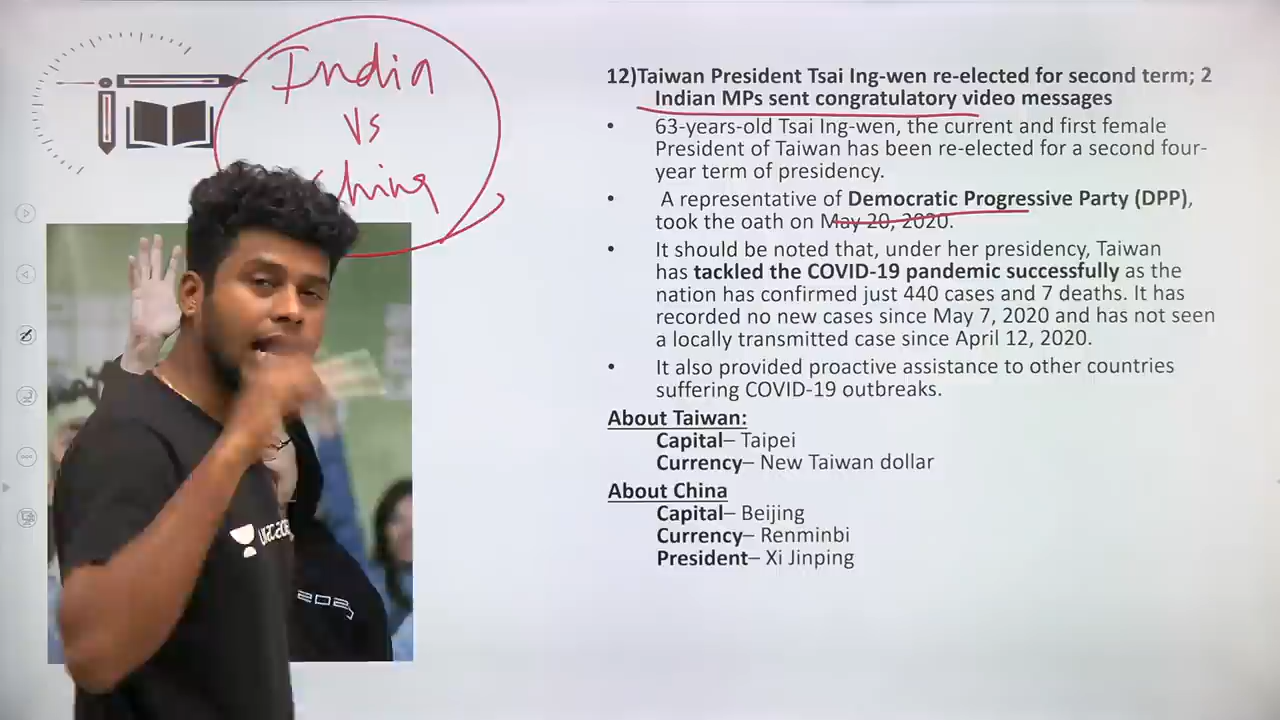 India
vs
China
12)Taiwan President Tsai Ing-wen re-elected for second term; 2
Indian MPs sent congratulatory video messages
• 63-years-old Tsai Ing-wen, the current and first female
President of Taiwan has been re-elected for a second four-
year term of presidency.
• A representative of Democratic Progressive Party (DPP),
took the oath on May 20, 2020.
• It should be noted that, under her presidency, Taiwan
has tackled the COVID-19 pandemic successfully as the
nation has confirmed just 440 cases and 7 deaths. It has
recorded no new cases since May 7, 2020 and has not seen
a locally transmitted case since April 12, 2020.
• It also provided proactive assistance to other countries
suffering COVID-19 outbreaks.
About Taiwan:
Capital– Taipei
Currency– New Taiwan dollar
About China
Capital– Beijing
Currency– Renminbi
President– Xi Jinping